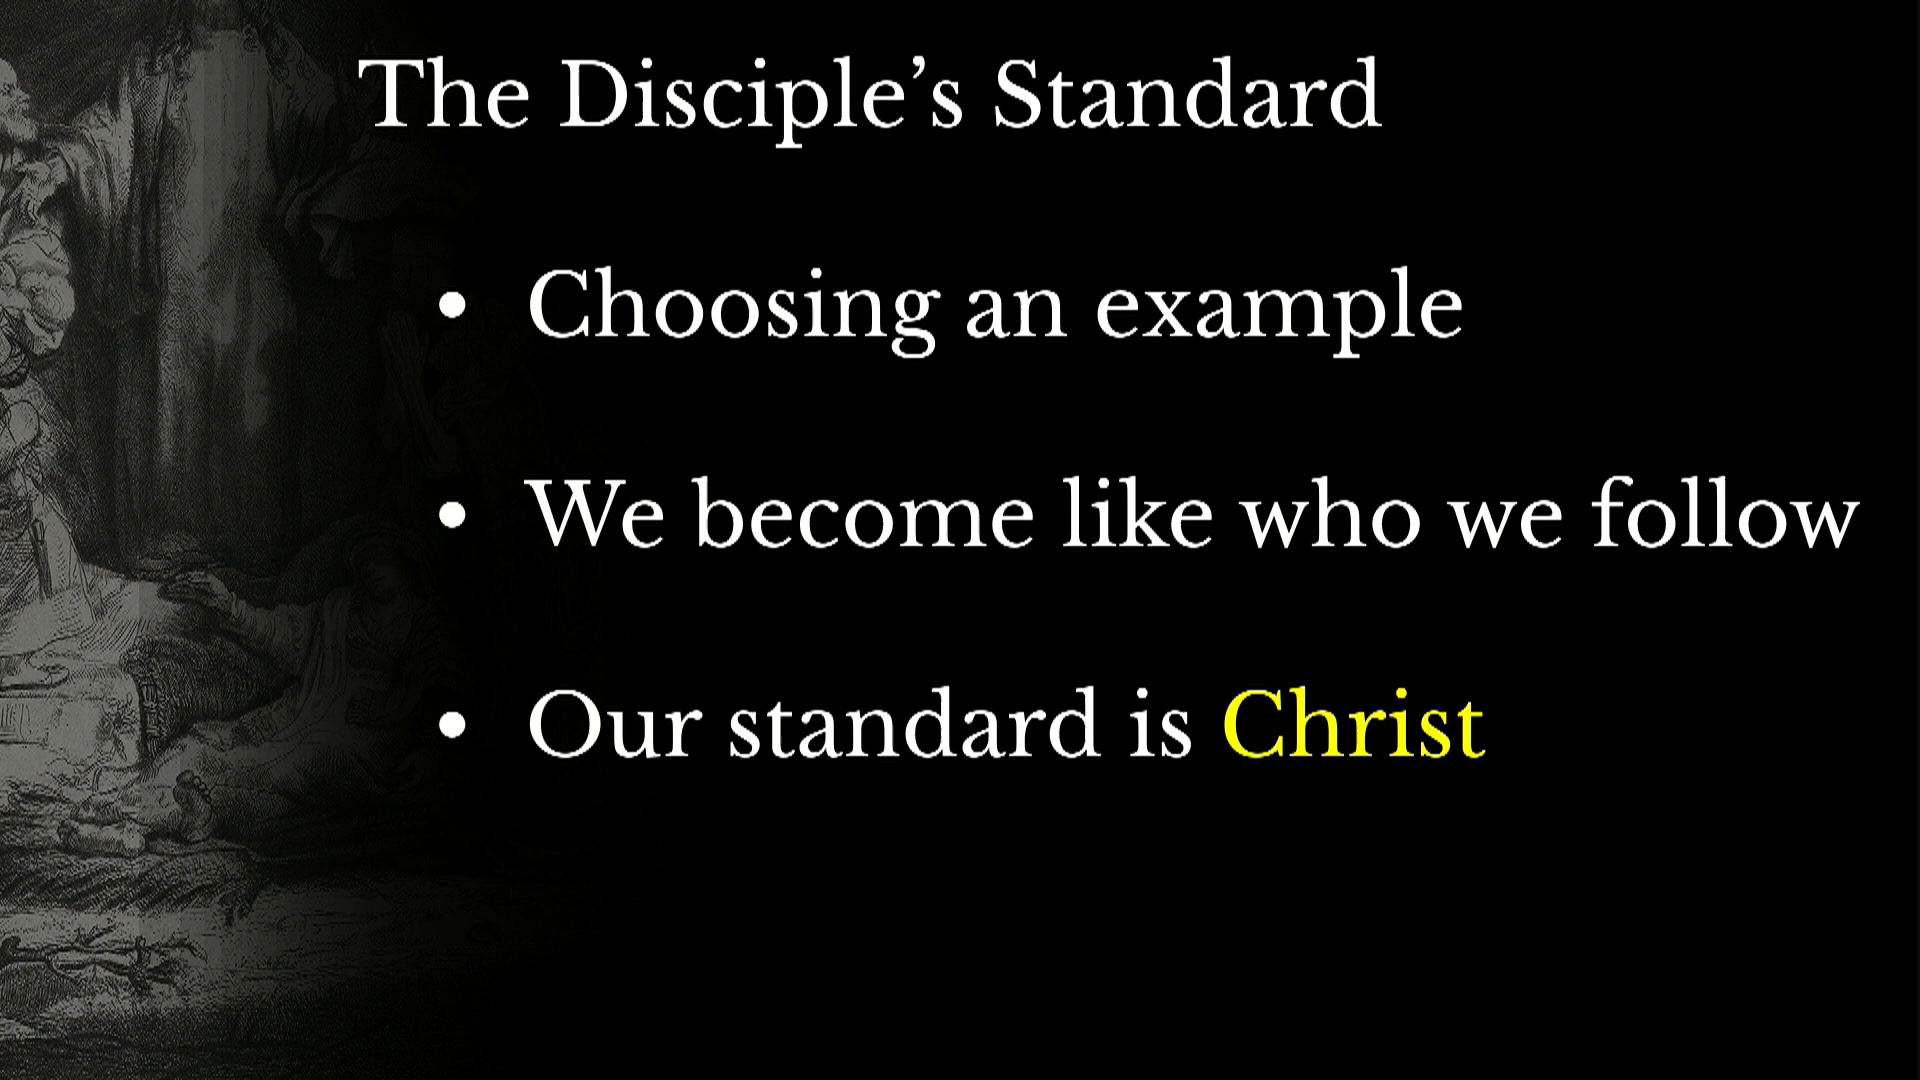 The Disciple’s Standard
• Choosing an example
• We become like who we follow
• Our standard is Christ